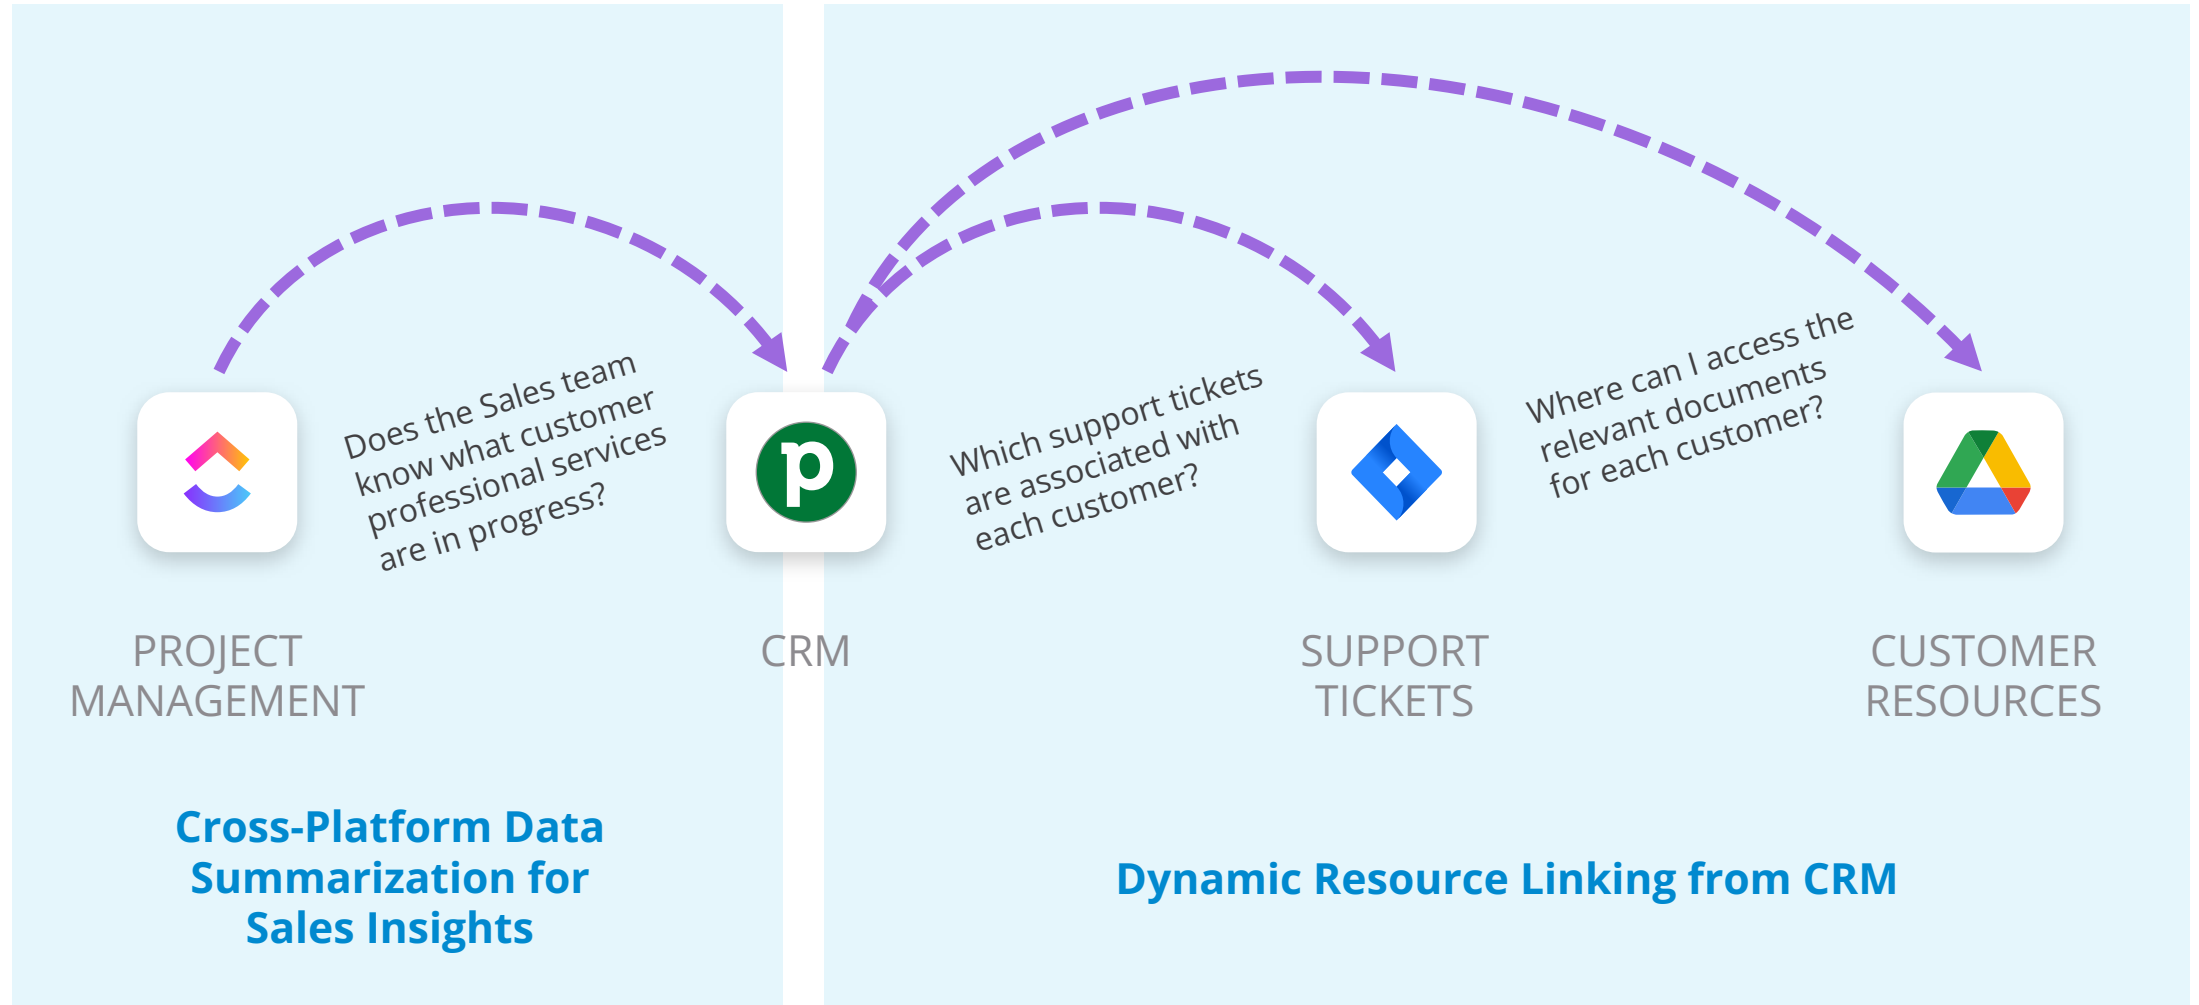 Does the Sales team
know what customer
professional services
are in progress?
Which support tickets
are associated with
each customer?
Where can I access the
relevant documents
for each customer?
p
PROJECT
MANAGEMENT
CRM
SUPPORT
TICKETS
CUSTOMER
RESOURCES
Cross-Platform Data
Summarization for
Sales Insights
Dynamic Resource Linking from CRM